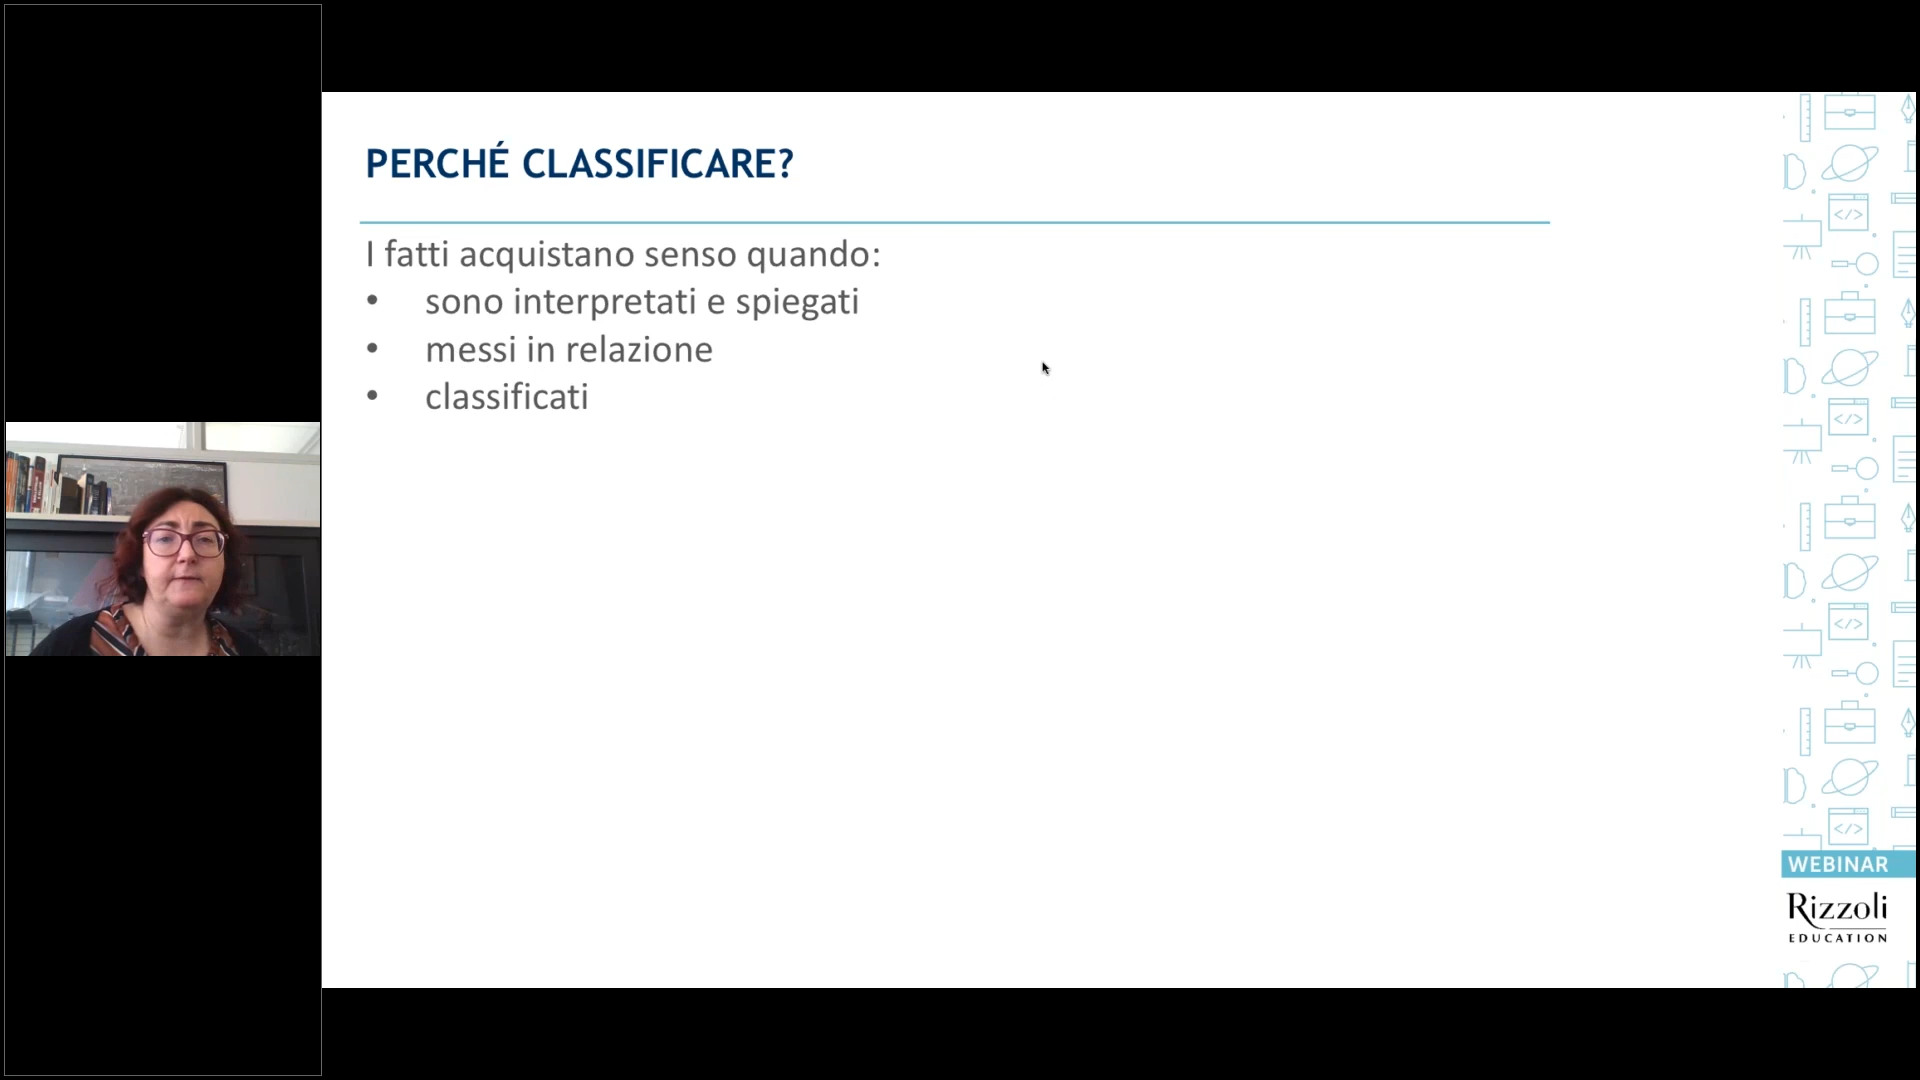 PERCHÉ CLASSIFICARE?
I fatti acquistano senso quando:
• sono interpretati e spiegati
• messi in relazione
• classificati
</>
</>
</>
</>
WEBINAR
Rizzoli
EDUCATION